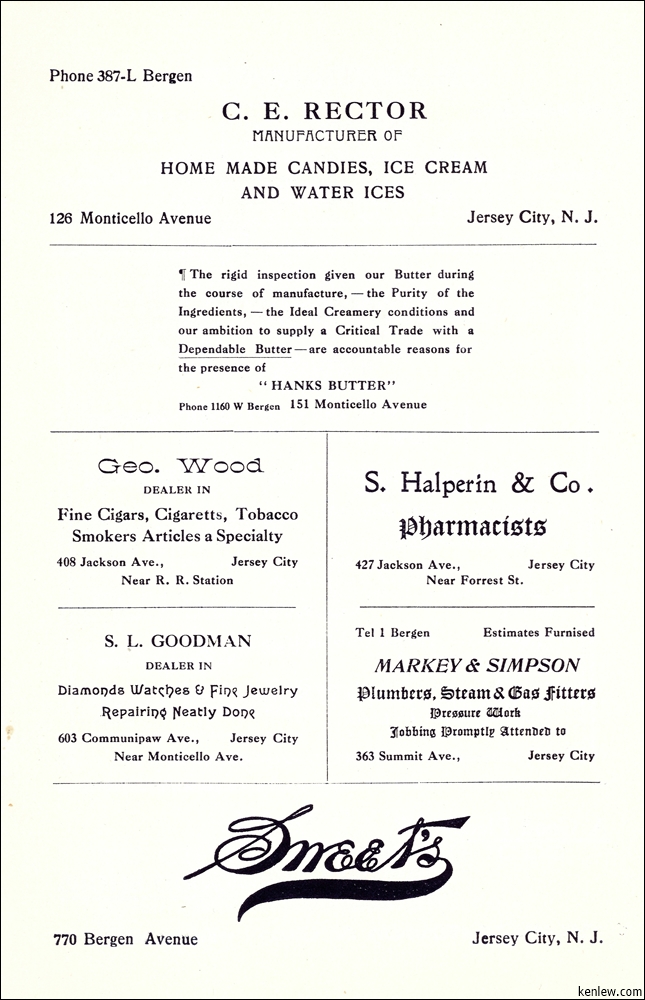 Phone 387-L Bergen
C. E. RECTOR
MANUFACTURER OF
HOME MADE CANDIES, ICE CREAM
AND WATER ICES
126 Monticello Avenue Jersey City, N. J.
¶ The rigid inspection given our Butter during
the course of manufacture, — the Purity of the
Ingredients, — the Ideal Creamery conditions and
our ambition to supply a Critical Trade with a
Dependable Butter — are accountable reasons for
the presence of
“ HANKS BUTTER”
Phone 1160 W Bergen 151 Monticello Avenue
Geo. Wood
DEALER IN
Fine Cigars, Cigaretts, Tobacco
Smokers Articles a Specialty
408 Jackson Ave., Jersey City
Near R. R. Station
S. L. GOODMAN
DEALER IN
Diamonds Watches & Fine Jewelry
Repairing Neatly Done
603 Communipaw Ave., Jersey City
Near Monticello Ave.
S. Halperin & Co.
Pharmacists
427 Jackson Ave., Jersey City
Near Forrest St.
Tel 1 Bergen Estimates Furnised
MARKEY & SIMPSON
Plumbers, Steam & Gas Fitters
Pressure Work
Jobbing Promptly Attended to
363 Summit Ave., Jersey City
Sweet's
770 Bergen Avenue Jersey City, N. J.
kenlew.com